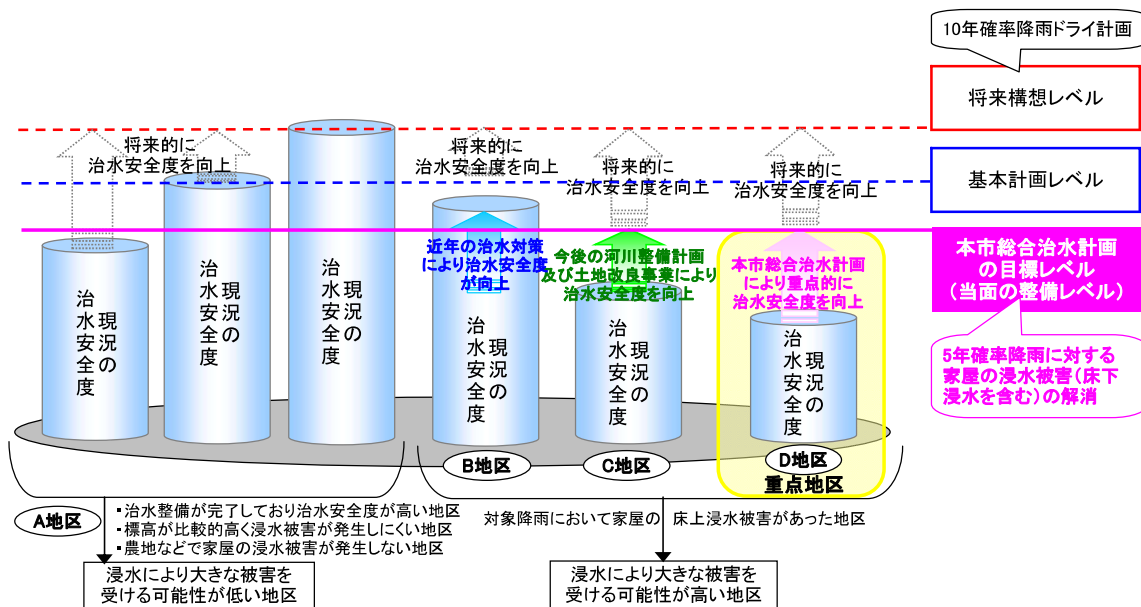 10年確率降雨ドライ計画
将来構想レベル
基本計画レベル
本市総合治水計画
の目標レベル
（当面の整備レベル）
5年確率降雨に対する
家屋の浸水被害（床下
浸水を含む）の解消
将来的に
治水安全度を向上
将来的に
治水安全度を向上
将来的に
治水安全度を向上
将来的に
治水安全度を向上
近年の治水対策
により治水安全度
が向上
今後の河川整備計画
及び土地改良事業により
治水安全度を向上
本市総合治水計画
により重点的に
治水安全度を向上
現況の
治水安全度
現況の
治水安全度
現況の
治水安全度
現況の
治水安全度
現況の
治水安全度
現況の
治水安全度
B地区
C地区
D地区
重点地区
A地区
・治水整備が完了しており治水安全度が高い地区
・標高が比較的高く浸水被害が発生しにくい地区
・農地などで家屋の浸水被害が発生しない地区
対象降雨において家屋の 床上浸水被害があった地区
浸水により大きな被害を
受ける可能性が低い地区
浸水により大きな被害を
受ける可能性が高い地区